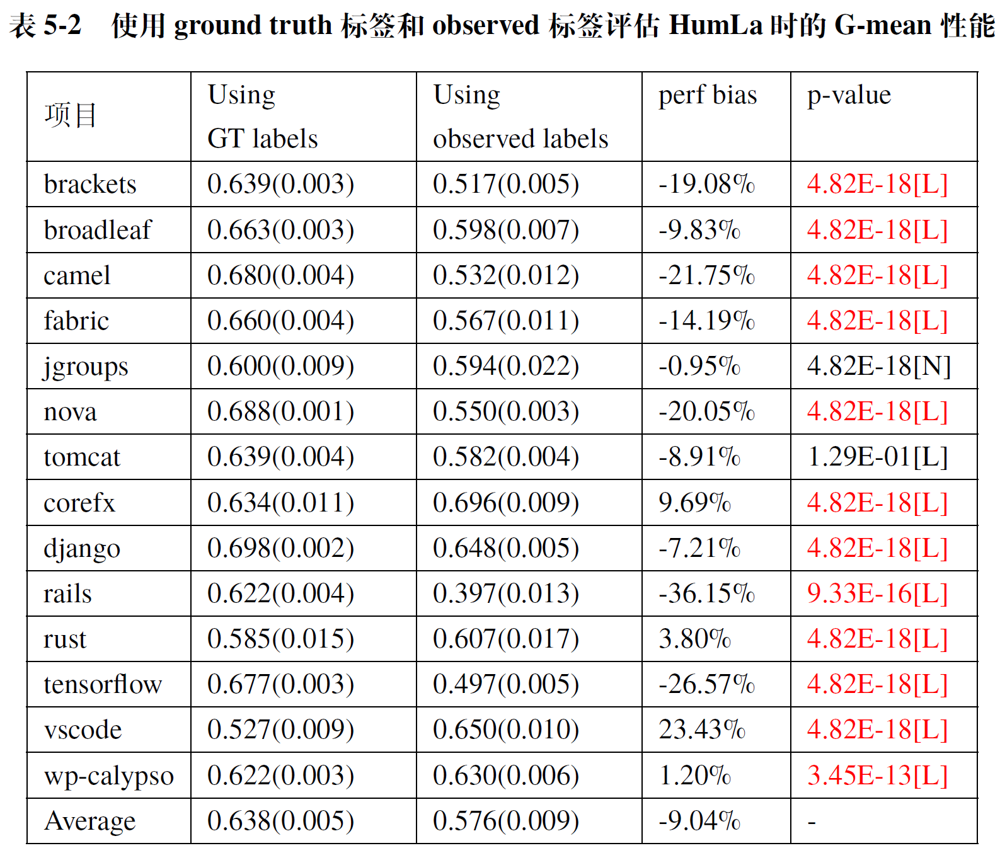 表 5-2 使用 ground truth 标签和 observed 标签评估 HumLa 时的 G-mean 性能
项目 Using GT labels Using observed labels perf bias p-value
brackets 0.639(0.003) 0.517(0.005) -19.08% 4.82E-18[L]
broadleaf 0.663(0.003) 0.598(0.007) -9.83% 4.82E-18[L]
camel 0.680(0.004) 0.532(0.012) -21.75% 4.82E-18[L]
fabric 0.660(0.004) 0.567(0.011) -14.19% 4.82E-18[L]
jgroups 0.600(0.009) 0.594(0.022) -0.95% 4.82E-18[N]
nova 0.688(0.001) 0.550(0.003) -20.05% 4.82E-18[L]
tomcat 0.639(0.004) 0.582(0.004) -8.91% 1.29E-01[L]
corefx 0.634(0.011) 0.696(0.009) 9.69% 4.82E-18[L]
django 0.698(0.002) 0.648(0.005) -7.21% 4.82E-18[L]
rails 0.622(0.004) 0.397(0.013) -36.15% 9.33E-16[L]
rust 0.585(0.015) 0.607(0.017) 3.80% 4.82E-18[L]
tensorflow 0.677(0.003) 0.497(0.005) -26.57% 4.82E-18[L]
vscode 0.527(0.009) 0.650(0.010) 23.43% 4.82E-18[L]
wp-calypso 0.622(0.003) 0.630(0.006) 1.20% 3.45E-13[L]
Average 0.638(0.005) 0.576(0.009) -9.04% -